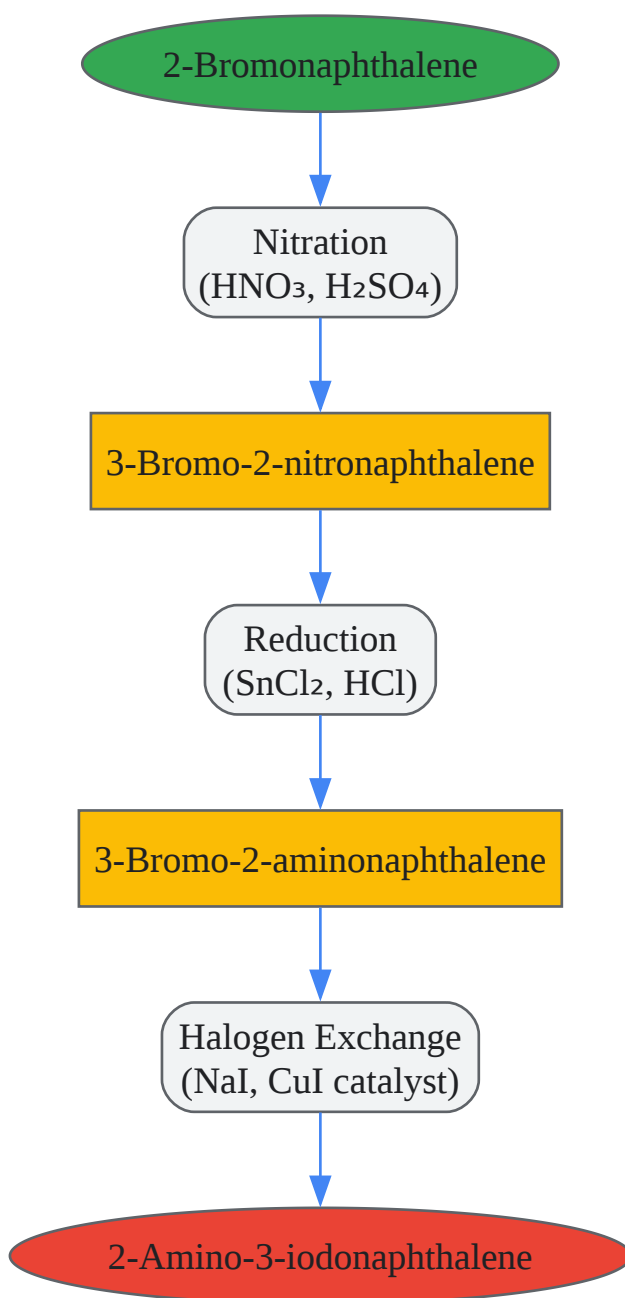 2-Bromonaphthalene
Nitration
(HNO₃, H₂SO₄)
3-Bromo-2-nitronaphthalene
Reduction
(SnCl₂, HCl)
3-Bromo-2-aminonaphthalene
Halogen Exchange
(NaI, CuI catalyst)
2-Amino-3-iodonaphthalene